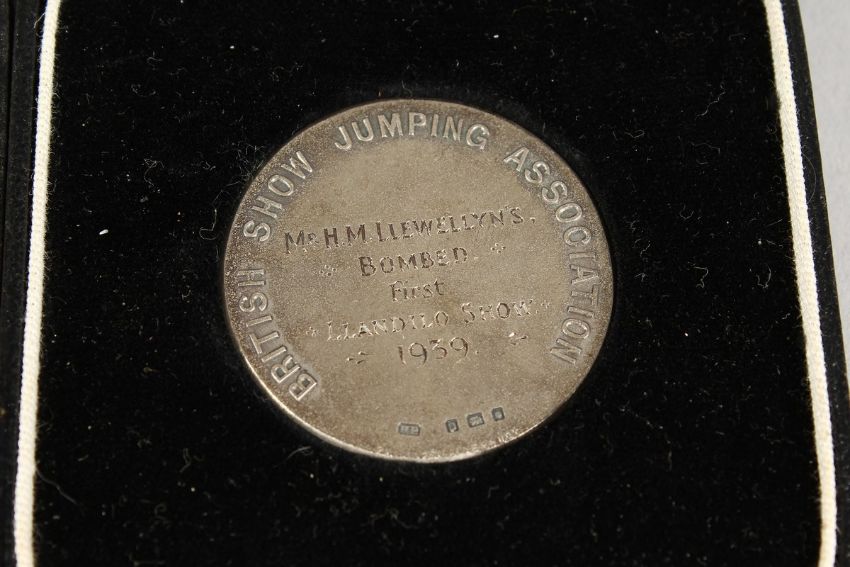 BRITISH SHOW JUMPING ASSOCIATION
MR H.M. LLEWELLYN'S.
BOMBED.
First
LLANDILO SHOW
1939.